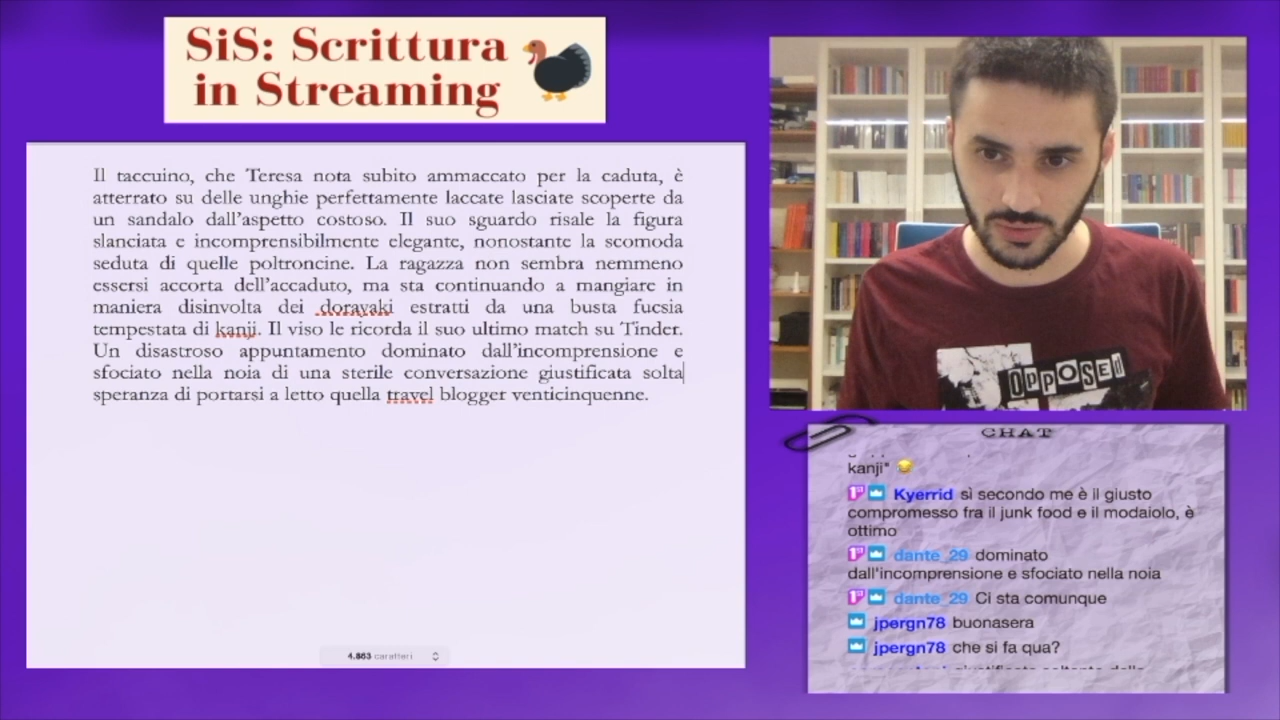 SiS: Scrittura
in Streaming
Il taccuino, che Teresa nota subito ammaccato per la caduta, è
atterrato su delle unghie perfettamente laccate lasciate scoperte da
un sandalo dall’aspetto costoso. Il suo sguardo risale la figura
slanciata e incomprensibilmente elegante, nonostante la scomoda
seduta di quelle poltroncine. La ragazza non sembra nemmeno
essersi accorta dell’accaduto, ma sta continuando a mangiare in
maniera disinvolta dei dorayaki estratti da una busta fucsia
tempestata di kanji. Il viso le ricorda il suo ultimo match su Tinder.
Un disastroso appuntamento dominato dall’incomprensione e
sfociato nella noia di una sterile conversazione giustificata solta
speranza di portarsi a letto quella travel blogger venticinquenne.
4.863 caratteri
OPPOSED
CHAT
kanji" 😂
Kyerrid sì secondo me è il giusto
compromesso fra il junk food e il modaiolo, è
ottimo
dante_29 dominato
dall'incomprensione e sfociato nella noia
dante_29 Ci sta comunque
jpergn78 buonasera
jpergn78 che si fa qua?